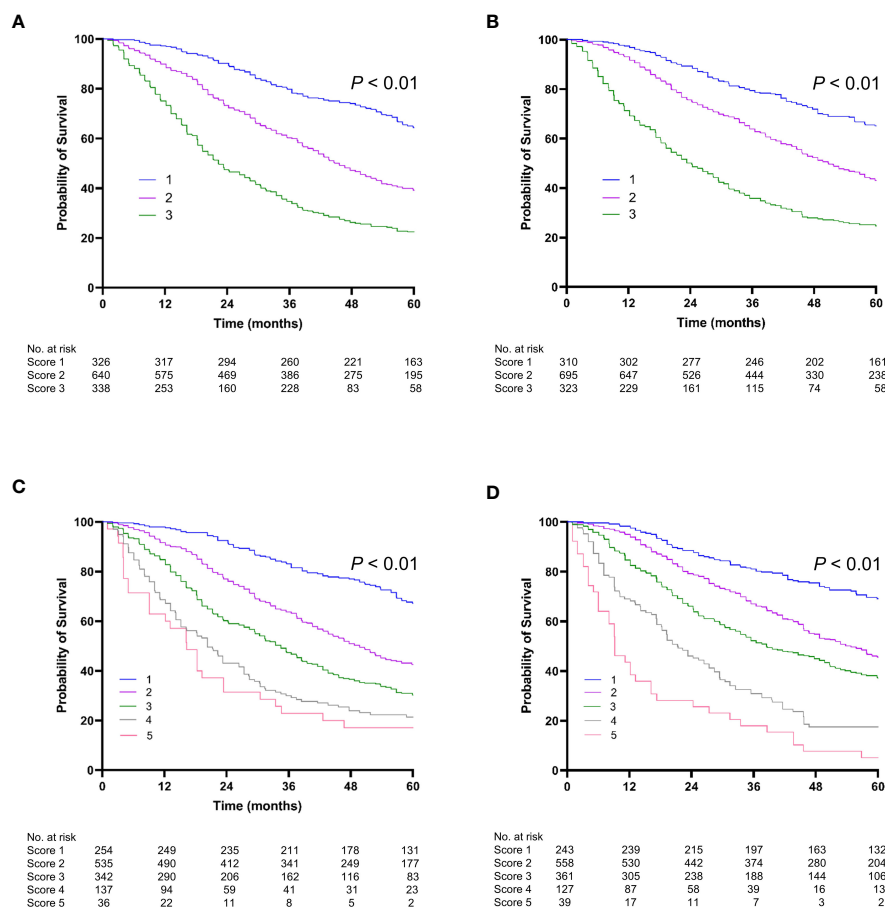 A
Probability of Survival
100
80
60
40
20
0
P < 0.01
1
2
3
0 12 24 36 48 60
Time (months)
No. at risk
Score 1 326 317 294 260 221 163
Score 2 640 575 469 386 275 195
Score 3 338 253 160 228 83 58
B
Probability of Survival
100
80
60
40
20
0
P < 0.01
1
2
3
0 12 24 36 48 60
Time (months)
No. at risk
Score 1 310 302 277 246 202 161
Score 2 695 647 526 444 330 238
Score 3 323 229 161 115 74 58
C
Probability of Survival
100
80
60
40
20
0
P < 0.01
1
2
3
4
5
0 12 24 36 48 60
Time (months)
No. at risk
Score 1 254 249 235 211 178 131
Score 2 535 490 412 341 249 177
Score 3 342 290 206 162 116 83
Score 4 137 94 59 41 31 23
Score 5 36 22 11 8 5 2
D
Probability of Survival
100
80
60
40
20
0
P < 0.01
1
2
3
4
5
0 12 24 36 48 60
Time (months)
No. at risk
Score 1 243 239 215 197 163 132
Score 2 558 530 442 374 280 204
Score 3 361 305 238 188 144 106
Score 4 127 87 58 39 16 13
Score 5 39 17 11 7 3 2